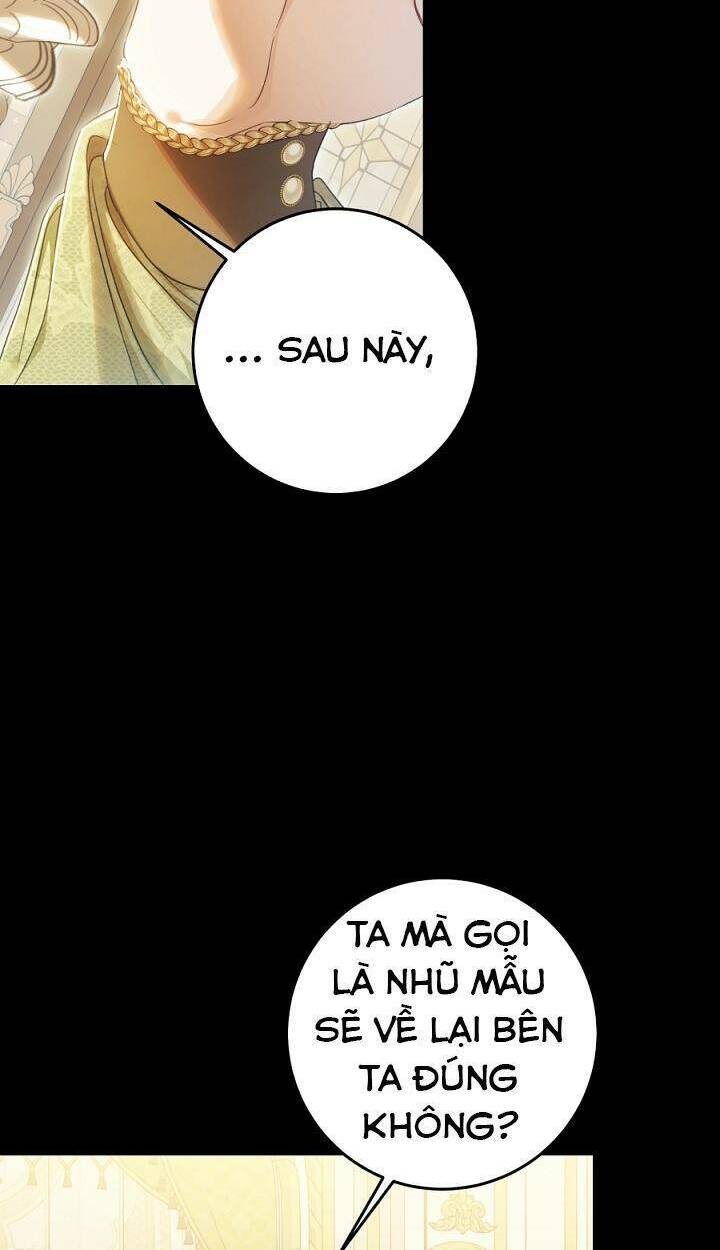 ... SAU NÀY,
TA MÀ GỌI
LÀ NHŨ MẪU
SẼ VỀ LẠI BÊN
TA ĐÚNG
KHÔNG?